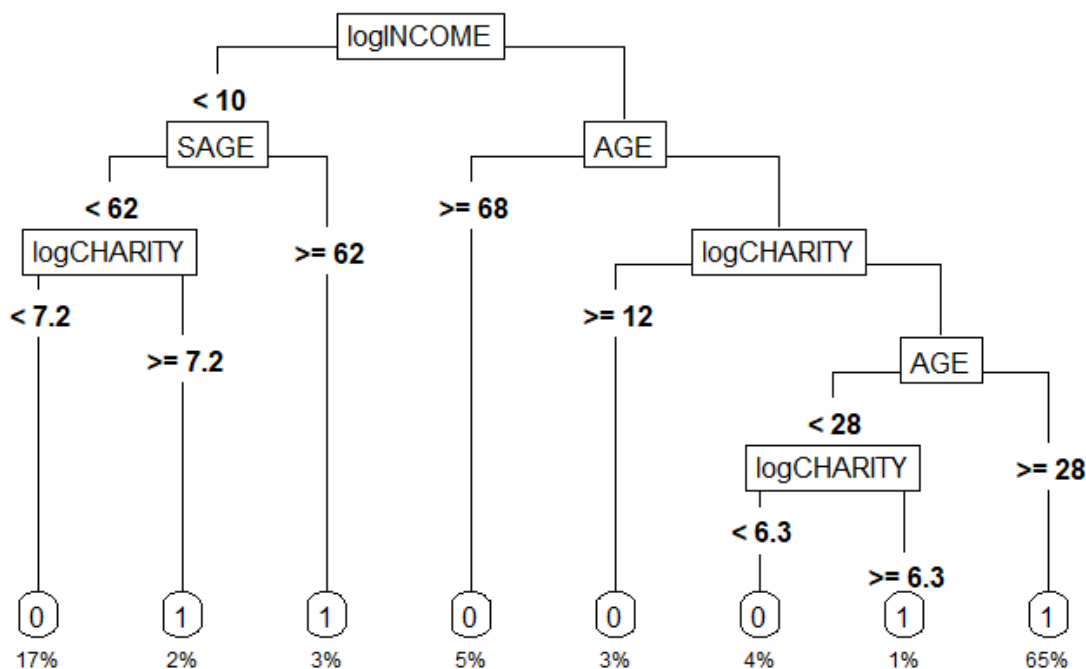 logINCOME
< 10
SAGE
AGE
< 62
>= 68
logCHARITY
>= 62
logCHARITY
< 7.2
>= 12
>= 7.2
AGE
< 28
logCHARITY
>= 28
< 6.3
>= 6.3
0 1 1 0 0 0 1 1
17% 2% 3% 5% 3% 4% 1% 65%